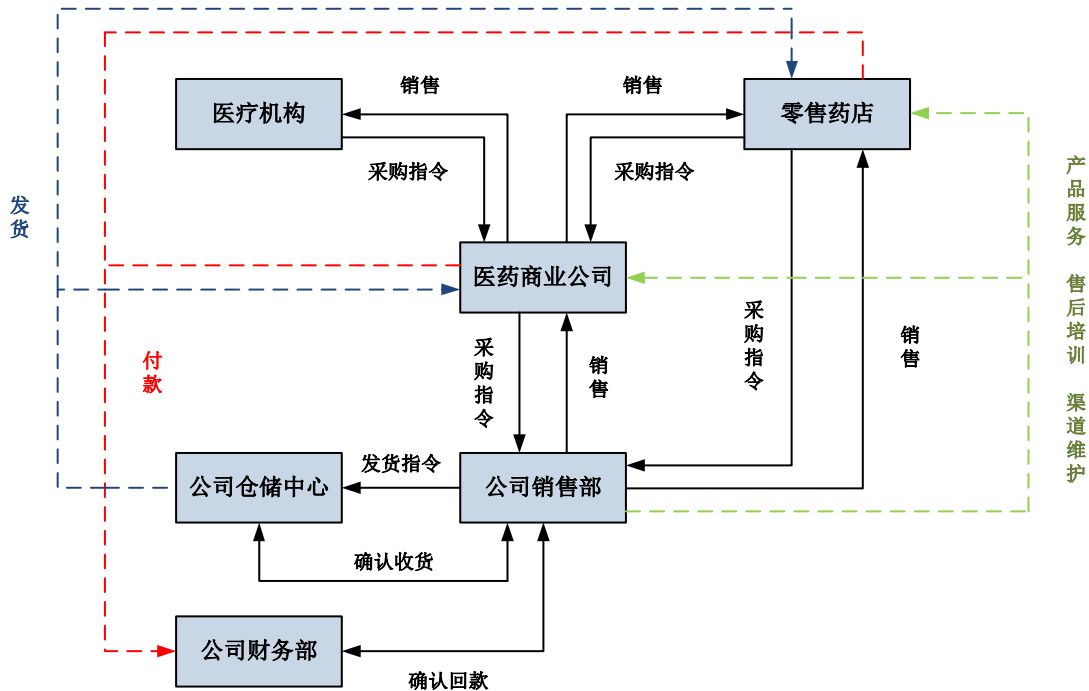 销售
销售
医疗机构
零售药店
采购指令
采购指令
发货
产品服务 售后培训 渠道维护
医药商业公司
付款
采购指令
销售
采购指令
销售
公司仓储中心
发货指令
公司销售部
确认收货
公司财务部
确认回款